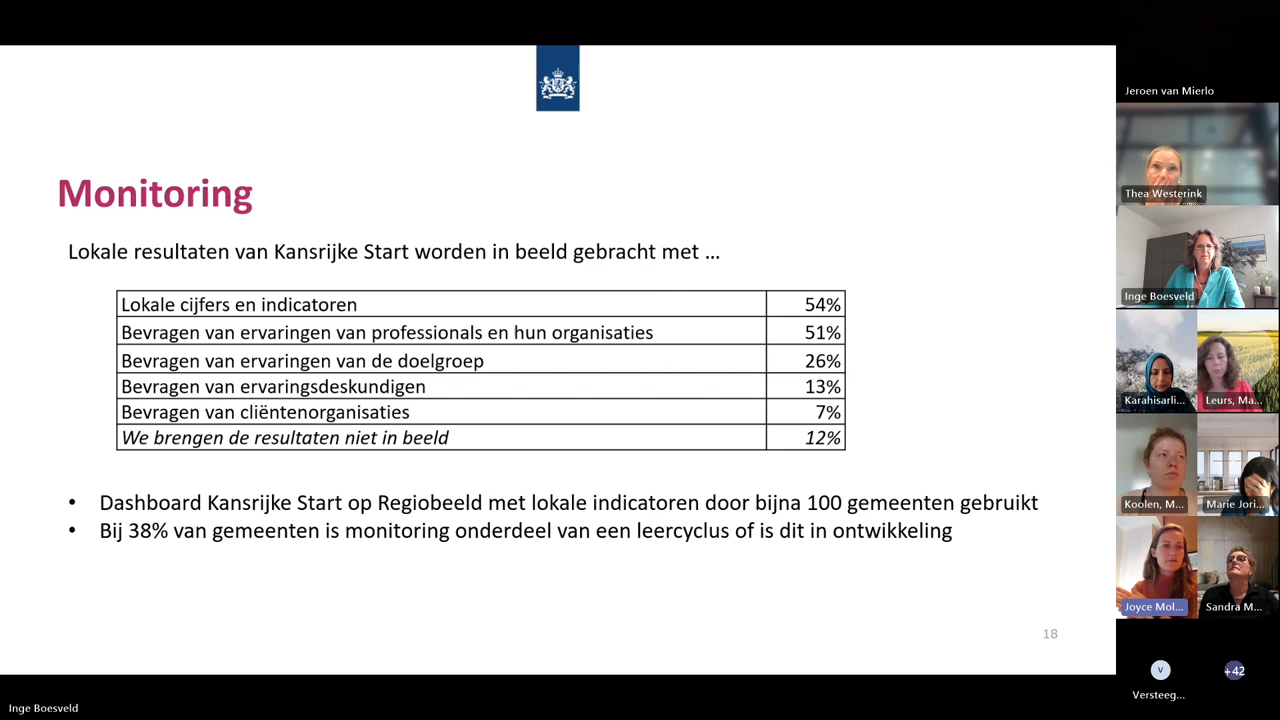 Monitoring
Lokale resultaten van Kansrijke Start worden in beeld gebracht met ...
Lokale cijfers en indicatoren 54%
Bevragen van ervaringen van professionals en hun organisaties 51%
Bevragen van ervaringen van de doelgroep 26%
Bevragen van ervaringsdeskundigen 13%
Bevragen van cliëntenorganisaties 7%
We brengen de resultaten niet in beeld 12%
• Dashboard Kansrijke Start op Regiobeeld met lokale indicatoren door bijna 100 gemeenten gebruikt
• Bij 38% van gemeenten is monitoring onderdeel van een leercyclus of is dit in ontwikkeling
18
Inge Boesveld
Jeroen van Mierlo
Thea Westerink
Inge Boesveld
Karahisarli...
Leurs, Ma...
Koolen, M...
Marie Jori...
Joyce Mol...
Sandra M...
V
Versteeg...
+42